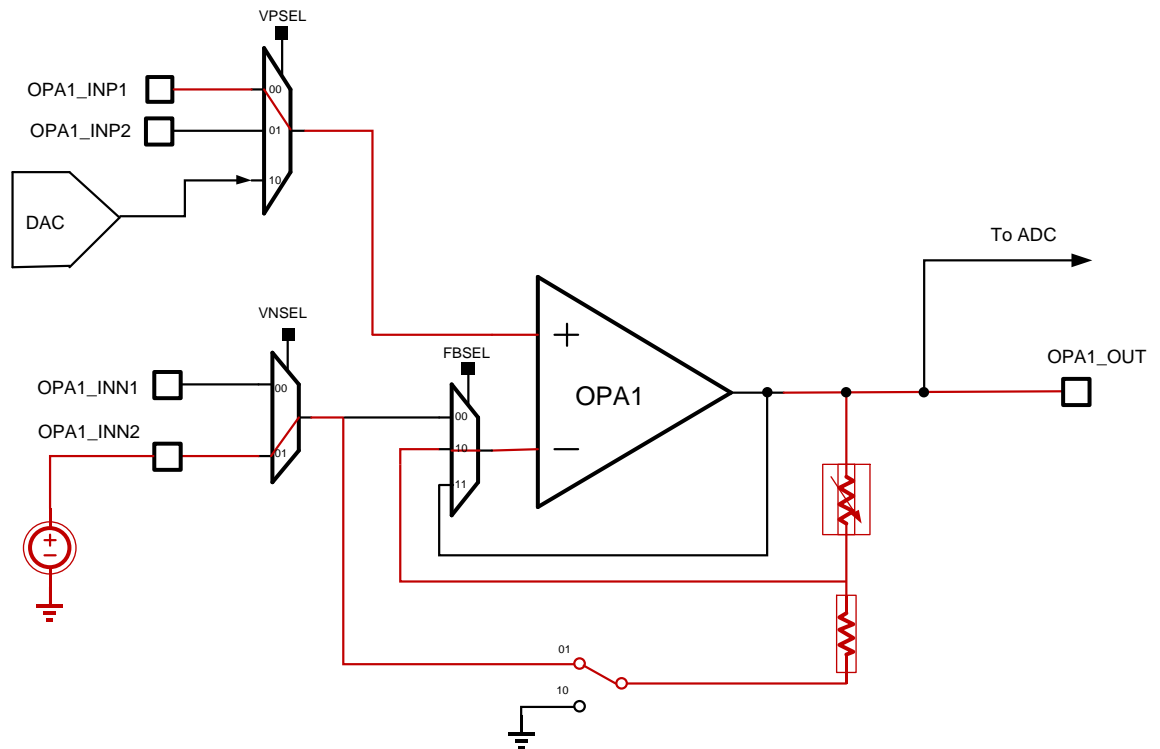 VPSEL
OPA1_INP1
00
OPA1_INP2
01
10
DAC
To ADC
VNSEL
FBSEL
OPA1_OUT
OPA1_INN1
00
OPA1
00
OPA1_INN2
01
10
11
01
10